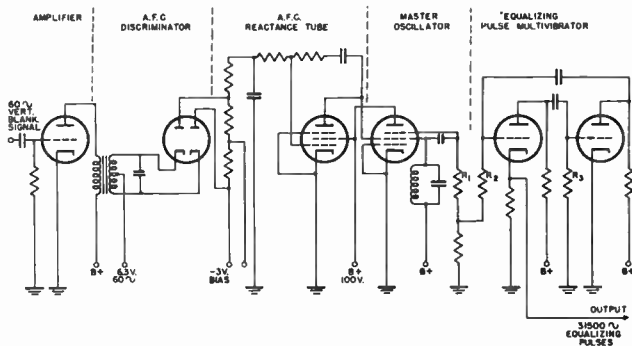 AMPLIFIER
A.F.C
DISCRIMINATOR
A.F.C.
REACTANCE TUBE
MASTER
OSCILLATOR
EQUALIZING
PULSE MULTIVIBRATOR
60~
VERT.
BLANK.
SIGNAL
R1
R2
R3
B+
6.3V.
60~
-3V.
BIAS
B+
100V.
B+
B+
B+
OUTPUT
31500~
EQUALIZING
PULSES